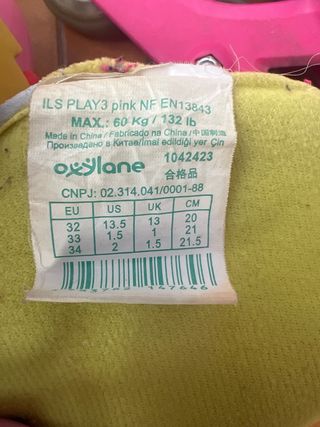 ILS PLAY3 pink NF EN13843
MAX.: 60 Kg / 132 lb
Made in China / Fabricado na China / 中国制造
Произведено в Китае/Imal edildiği yer Çin
oxylane 1042423
合格品
CNPJ: 02.314.041/0001-88
EU US UK CM
32 13.5 13 20
33 1.5 1 21
34 2 1.5 21.5